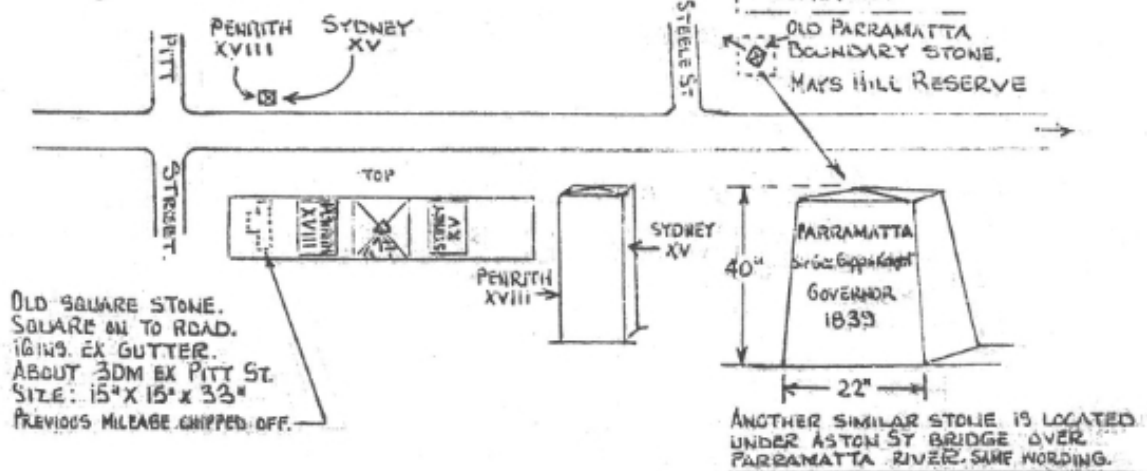 PENRITH
XVIII
SYDNEY
XV
PITT
STREET.
STEELE ST
OLD PARRAMATTA
BOUNDARY STONE.
MAYS HILL RESERVE
TOP
PENRITH
XVIII
SYDNEY
XV
PENRITH
XVIII
SYDNEY
XV
40"
PARRAMATTA
Sir Geo. Gipps Knight
GOVERNOR
1839
22"
OLD SQUARE STONE.
SQUARE ON TO ROAD.
EX GUTTER.
ABOUT 30M EX PITT ST.
SIZE: 15" X 15" X 33"
PREVIOUS MILEAGE CHIPPED OFF.
ANOTHER SIMILAR STONE IS LOCATED
UNDER ASTON ST BRIDGE OVER
PARRAMATTA RIVER. SAME WORDING.